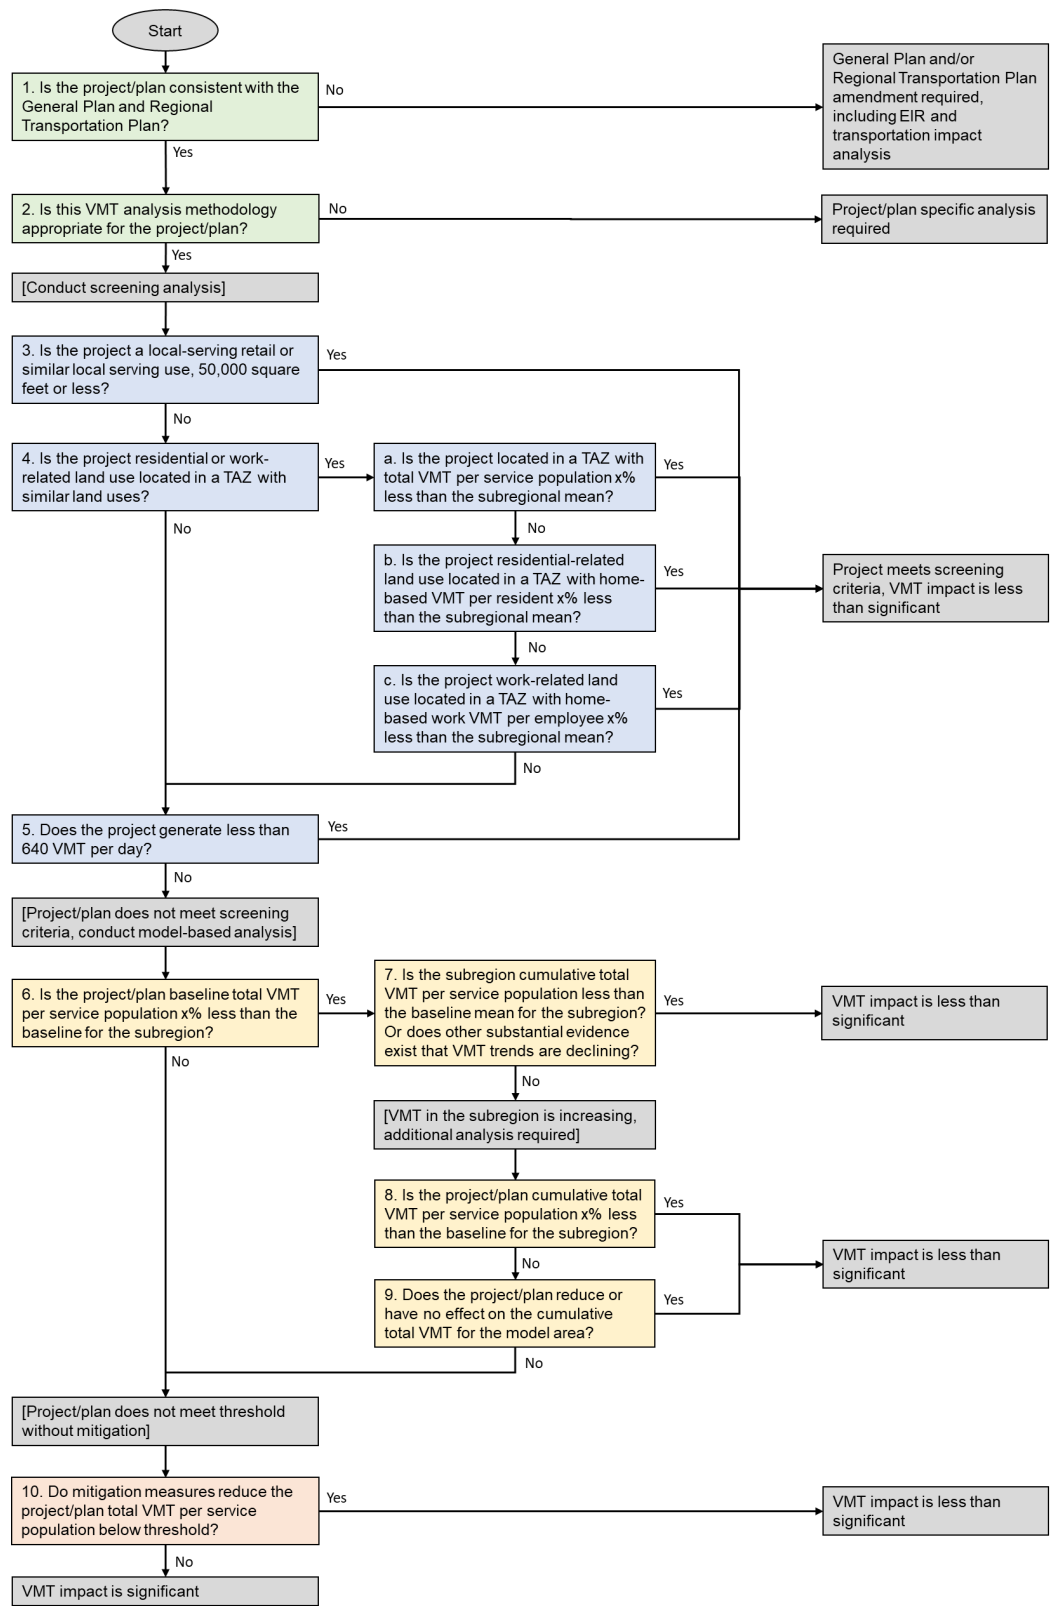 Start
1. Is the project/plan consistent with the
General Plan and Regional
Transportation Plan?
No
General Plan and/or
Regional Transportation Plan
amendment required,
including EIR and
transportation impact
analysis
Yes
2. Is this VMT analysis methodology
appropriate for the project/plan?
No
Project/plan specific analysis
required
Yes
[Conduct screening analysis]
3. Is the project a local-serving retail or
similar local serving use, 50,000 square
feet or less?
Yes
No
4. Is the project residential or work-
related land use located in a TAZ with
similar land uses?
Yes
a. Is the project located in a TAZ with
total VMT per service population x%
less than the subregional mean?
Yes
No
No
b. Is the project residential-related
land use located in a TAZ with home-
based VMT per resident x% less
than the subregional mean?
Yes
Project meets screening
criteria, VMT impact is less
than significant
No
c. Is the project work-related land
use located in a TAZ with home-
based work VMT per employee x%
less than the subregional mean?
Yes
No
5. Does the project generate less than
640 VMT per day?
Yes
No
[Project/plan does not meet screening
criteria, conduct model-based analysis]
6. Is the project/plan baseline total VMT
per service population x% less than the
baseline for the subregion?
Yes
7. Is the subregion cumulative total
VMT per service population less than
the baseline mean for the subregion?
Or does other substantial evidence
exist that VMT trends are declining?
Yes
VMT impact is less than
significant
No
No
[VMT in the subregion is increasing,
additional analysis required]
8. Is the project/plan cumulative total
VMT per service population x% less
than the baseline for the subregion?
Yes
No
VMT impact is less than
significant
9. Does the project/plan reduce or
have no effect on the cumulative
total VMT for the model area?
Yes
No
[Project/plan does not meet threshold
without mitigation]
10. Do mitigation measures reduce the
project/plan total VMT per service
population below threshold?
Yes
VMT impact is less than
significant
No
VMT impact is significant